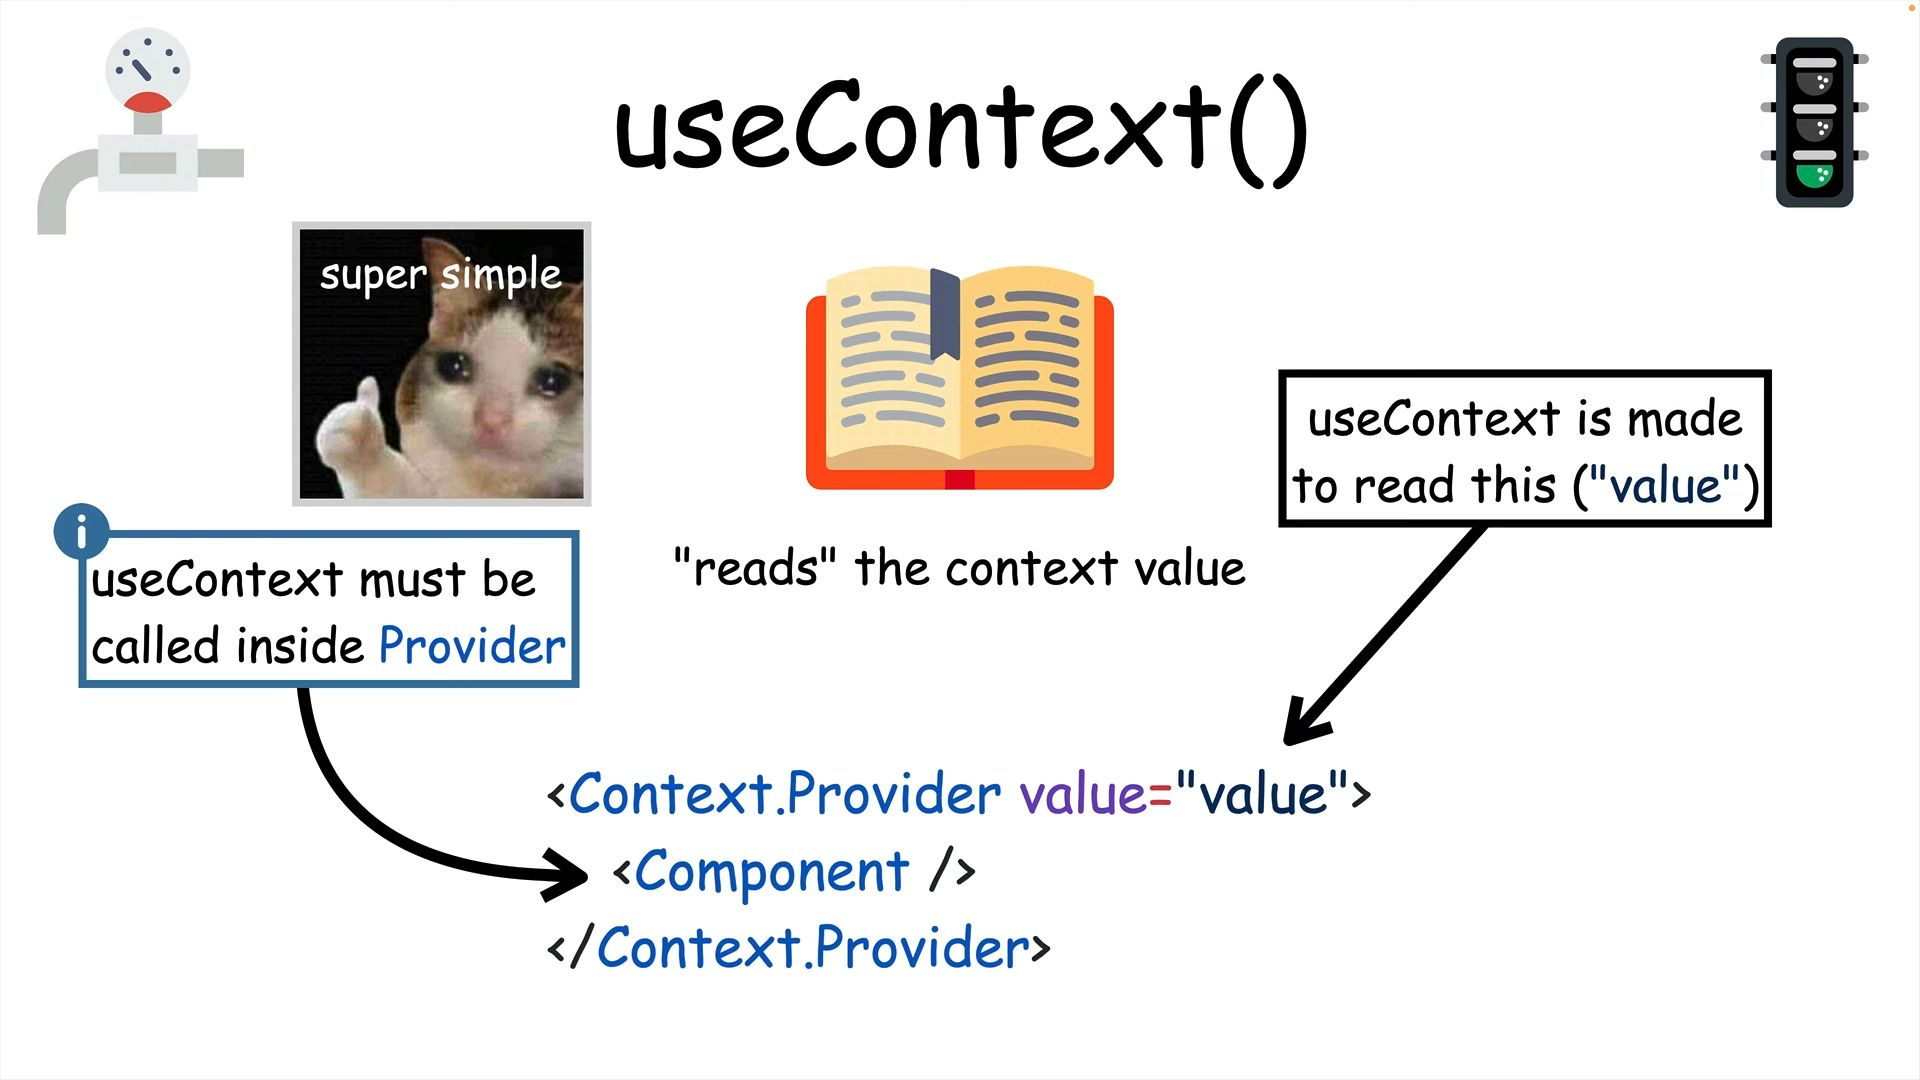 useContext()
super simple
useContext is made
to read this ("value")
"reads" the context value
useContext must be
called inside Provider
<Context.Provider value="value">
<Component />
</Context.Provider>